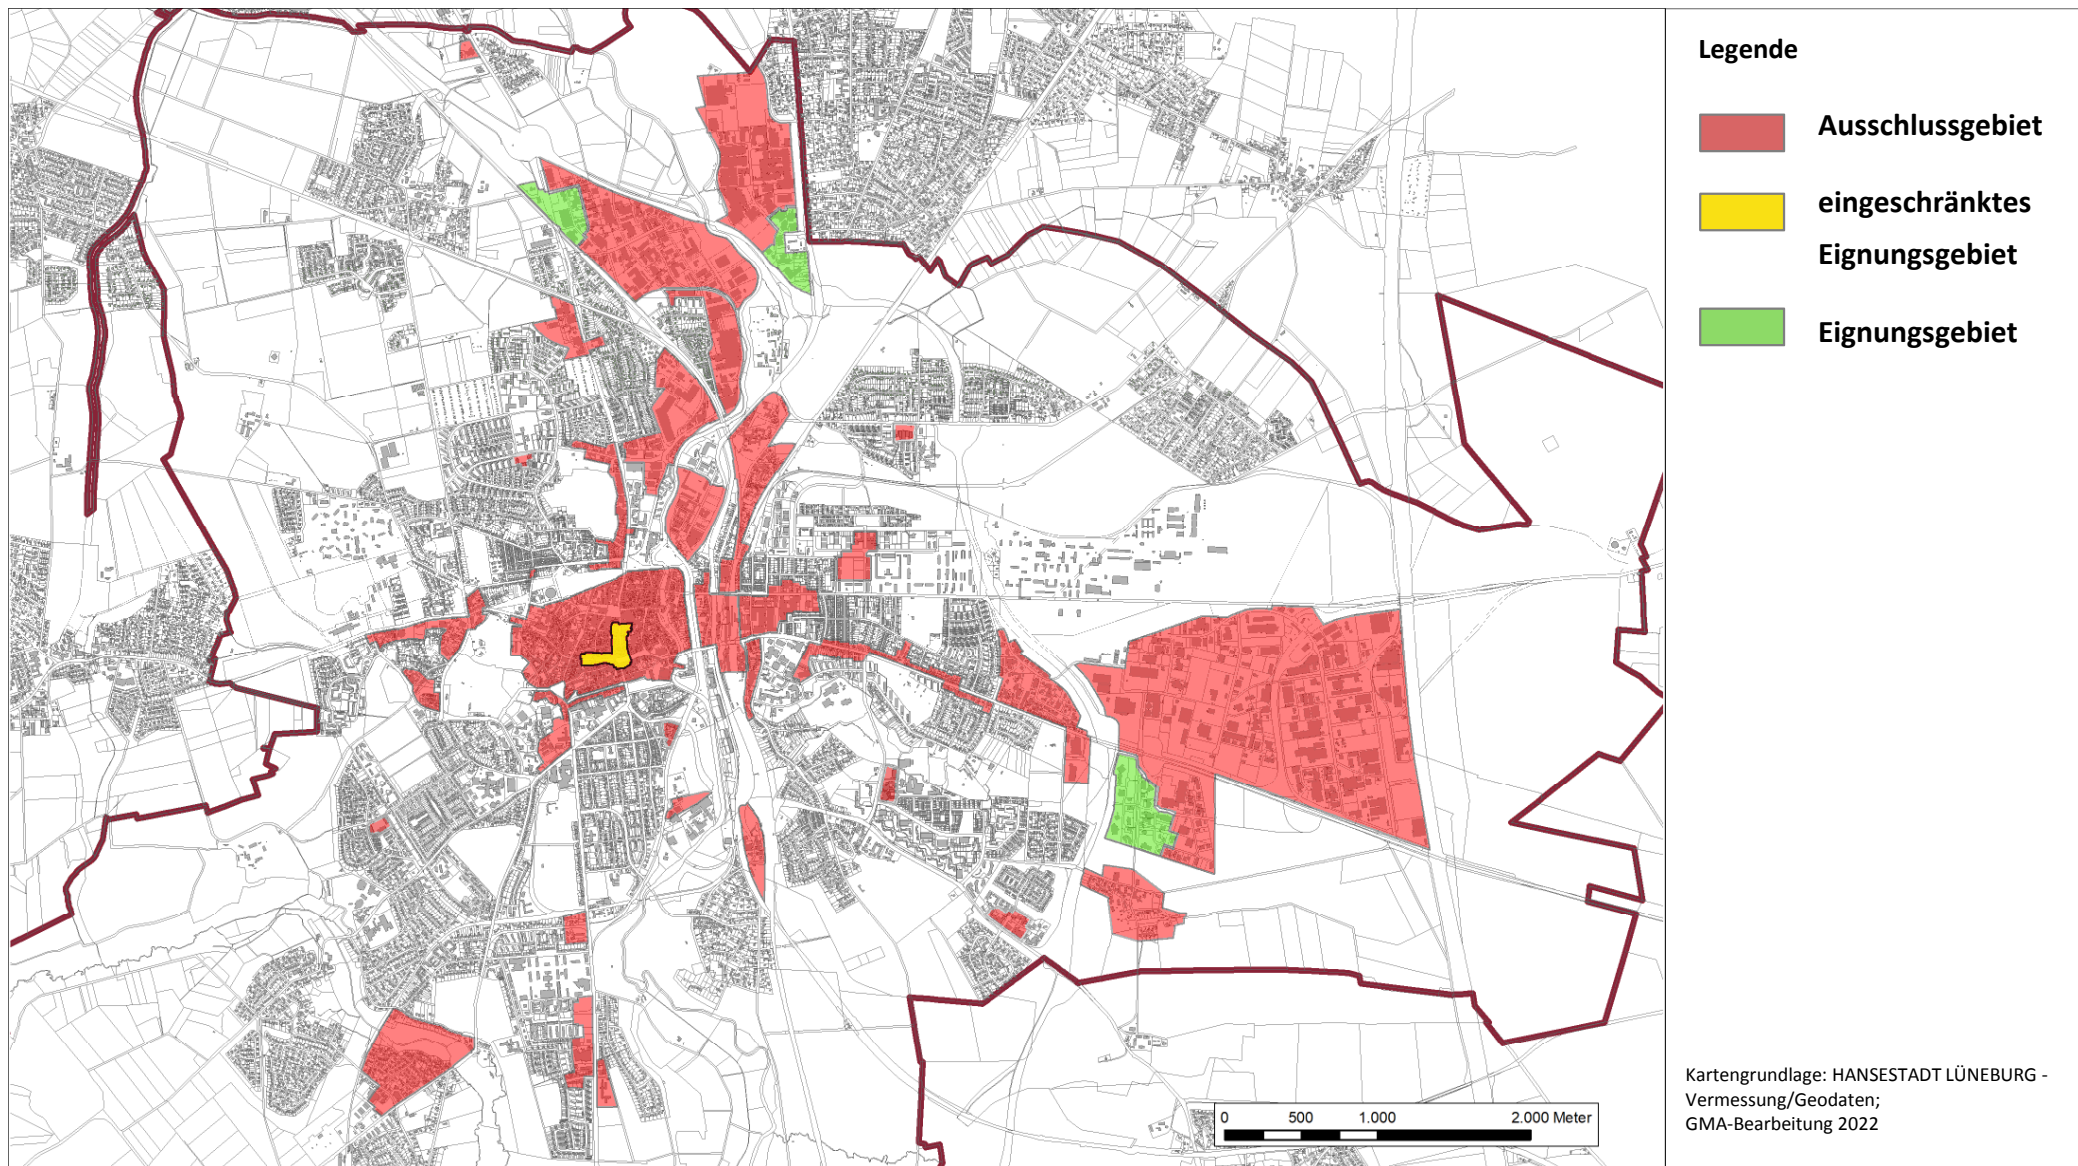 Legende
Ausschlussgebiet
eingeschränktes
Eignungsgebiet
Eignungsgebiet
0 500 1.000 2.000 Meter
Kartengrundlage: HANSESTADT LÜNEBURG -
Vermessung/Geodaten;
GMA-Bearbeitung 2022